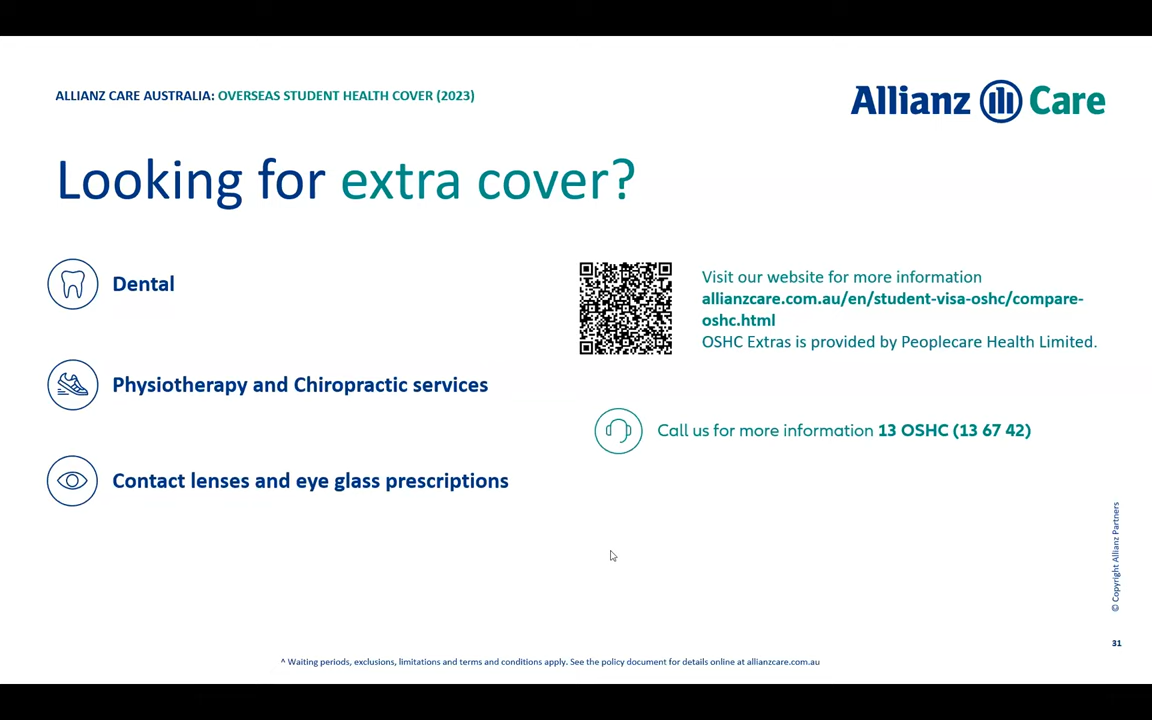 ALLIANZ CARE AUSTRALIA: OVERSEAS STUDENT HEALTH COVER (2023)
Allianz Care
Looking for extra cover?
Dental
Physiotherapy and Chiropractic services
Contact lenses and eye glass prescriptions
Visit our website for more information
allianzcare.com.au/en/student-visa-oshc/compare-
oshc.html
OSHC Extras is provided by Peoplecare Health Limited.
Call us for more information 13 OSHC (13 67 42)
© Copyright Allianz Partners
31
^ Waiting periods, exclusions, limitations and terms and conditions apply. See the policy document for details online at allianzcare.com.au